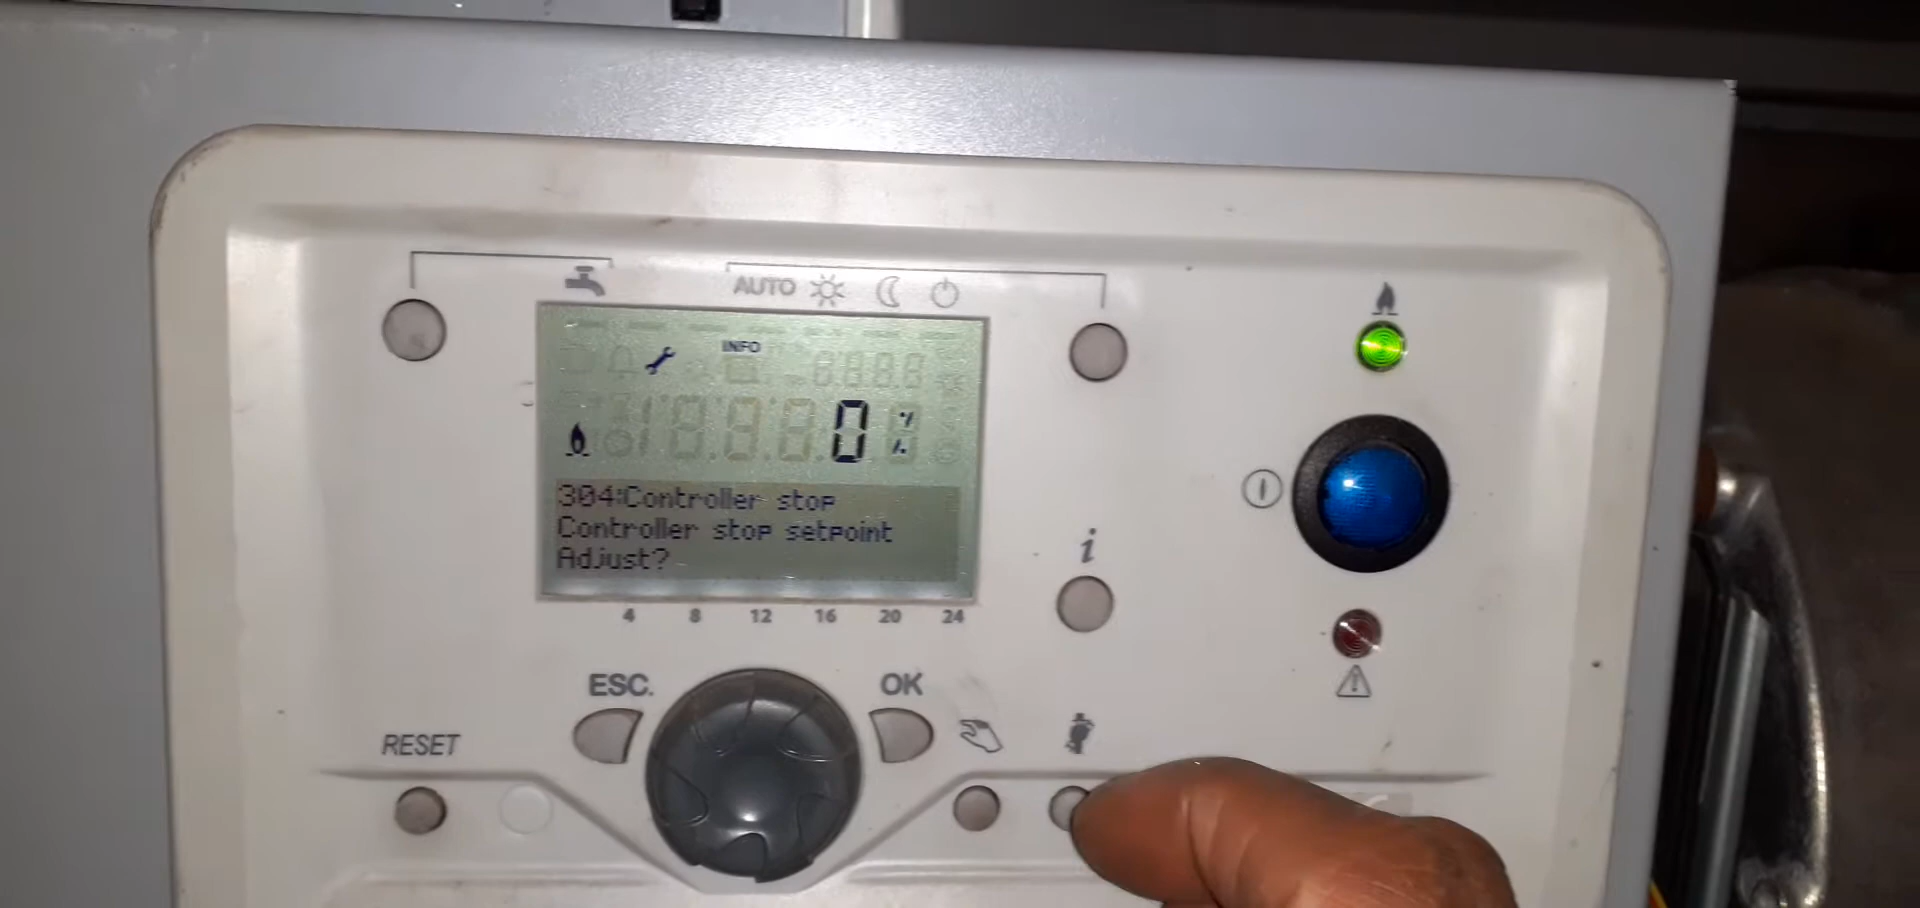 AUTO
INFO
0 %
304:Controller stop
Controller stop setpoint
Adjust?
4 8 12 16 20 24
i
ESC.
OK
RESET